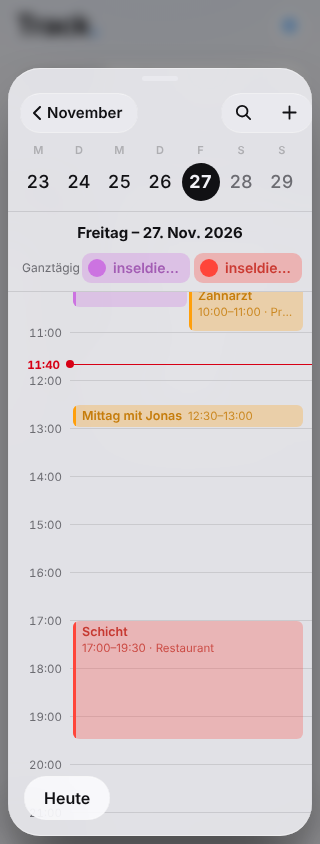 Track.
November
M D M D F S S
23 24 25 26 27 28 29
Freitag – 27. Nov. 2026
Ganztägig inseldie... inseldie...
Zahnarzt
10:00–11:00 · Pr...
11:00
11:40
12:00
Mittag mit Jonas 12:30–13:00
13:00
14:00
15:00
16:00
17:00
Schicht
17:00–19:30 · Restaurant
18:00
19:00
20:00
Heute